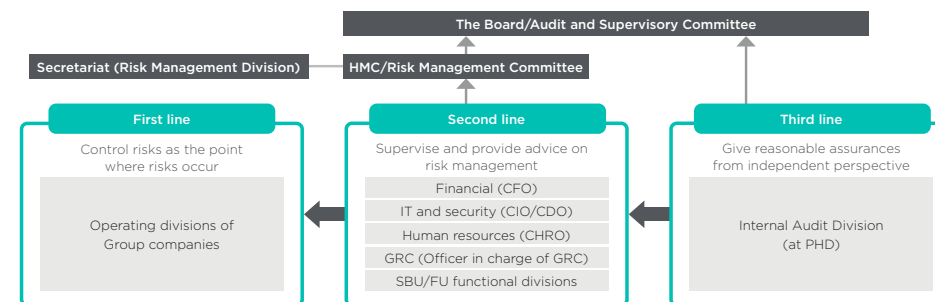 The Board/Audit and Supervisory Committee
Secretariat (Risk Management Division)
HMC/Risk Management Committee
First line
Control risks as the point
where risks occur
Operating divisions of
Group companies
Second line
Supervise and provide advice on
risk management
Financial (CFO)
IT and security (CIO/CDO)
Human resources (CHRO)
GRC (Officer in charge of GRC)
SBU/FU functional divisions
Third line
Give reasonable assurances
from independent perspective
Internal Audit Division
(at PHD)